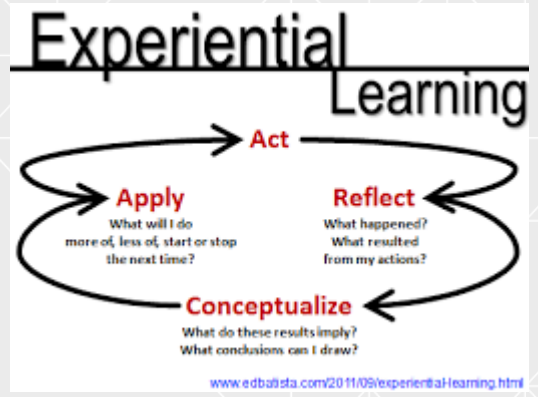 Experiential
Learning
Act
Apply
What will I do
more of, less of, start or stop
the next time?
Reflect
What happened?
What resulted
from my actions?
Conceptualize
What do these results imply?
What conclusions can I draw?
www.edbatista.com/2011/09/experiential-learning.html